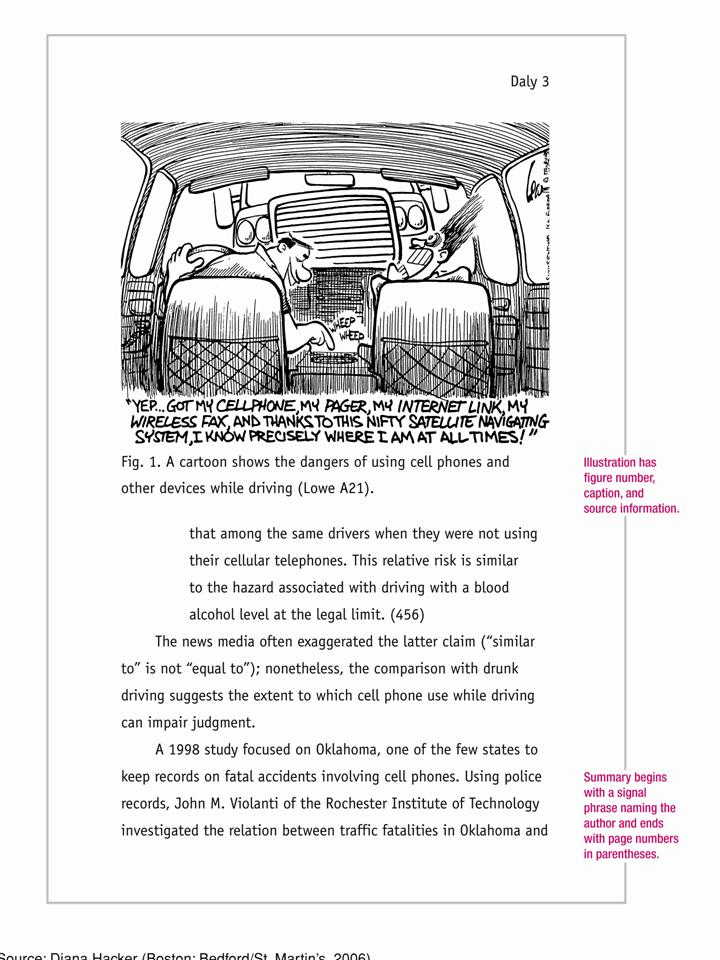 Daly 3
WHEEP
WHEEP
"YEP...GOT MY CELLPHONE, MY PAGER, MY INTERNET LINK, MY
WIRELESS FAX, AND THANKS TO THIS NIFTY SATELLITE NAVIGATING
SYSTEM, I KNOW PRECISELY WHERE I AM AT ALL TIMES!"
Fig. 1. A cartoon shows the dangers of using cell phones and
other devices while driving (Lowe A21).
Illustration has
figure number,
caption, and
source information.
that among the same drivers when they were not using
their cellular telephones. This relative risk is similar
to the hazard associated with driving with a blood
alcohol level at the legal limit. (456)
The news media often exaggerated the latter claim (“similar
to” is not “equal to”); nonetheless, the comparison with drunk
driving suggests the extent to which cell phone use while driving
can impair judgment.
A 1998 study focused on Oklahoma, one of the few states to
keep records on fatal accidents involving cell phones. Using police
records, John M. Violanti of the Rochester Institute of Technology
investigated the relation between traffic fatalities in Oklahoma and
Summary begins
with a signal
phrase naming the
author and ends
with page numbers
in parentheses.
Source: Diana Hacker (Boston: Bedford/St. Martin’s, 2006)